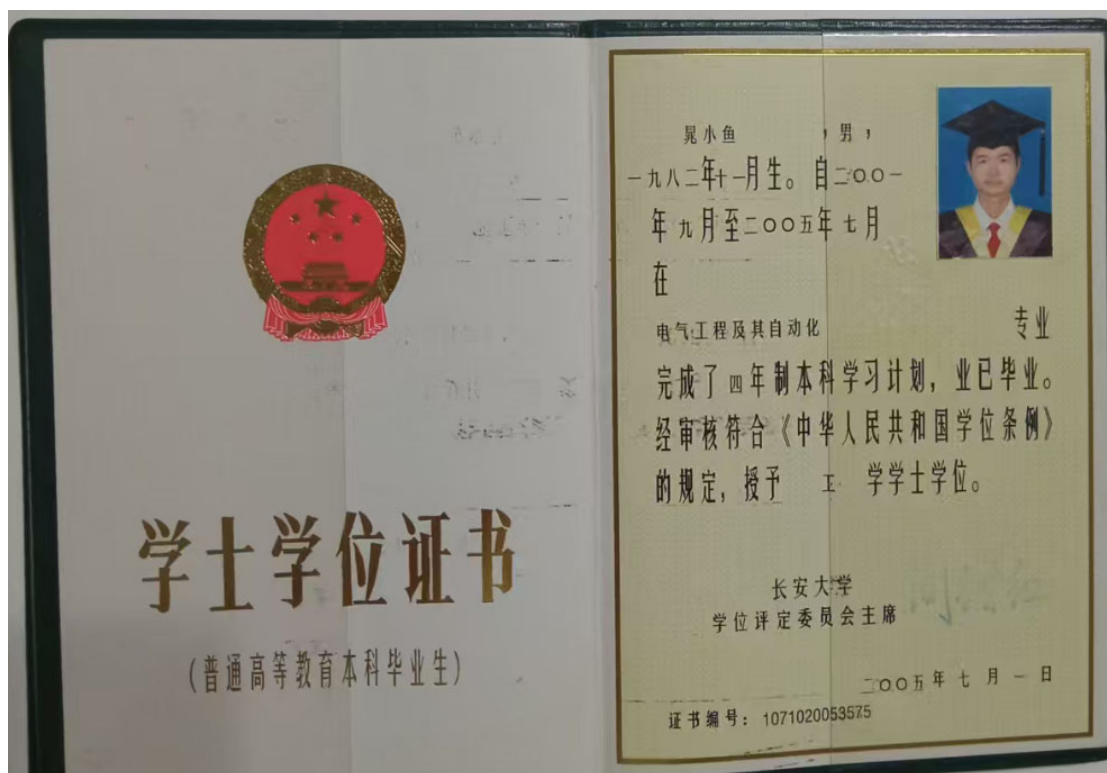 学士学位证书
(普通高等教育本科毕业生)
晁小鱼,男,
一九八二年十一月生。自二〇〇一
年九月至二〇〇五年七月
在
电气工程及其自动化 专业
完成了四年制本科学习计划,业已毕业。
经审核符合《中华人民共和国学位条例》
的规定,授予 工 学学士学位。
长安大学
学位评定委员会主席
二〇〇五年七月一日
证书编号:1071020053575